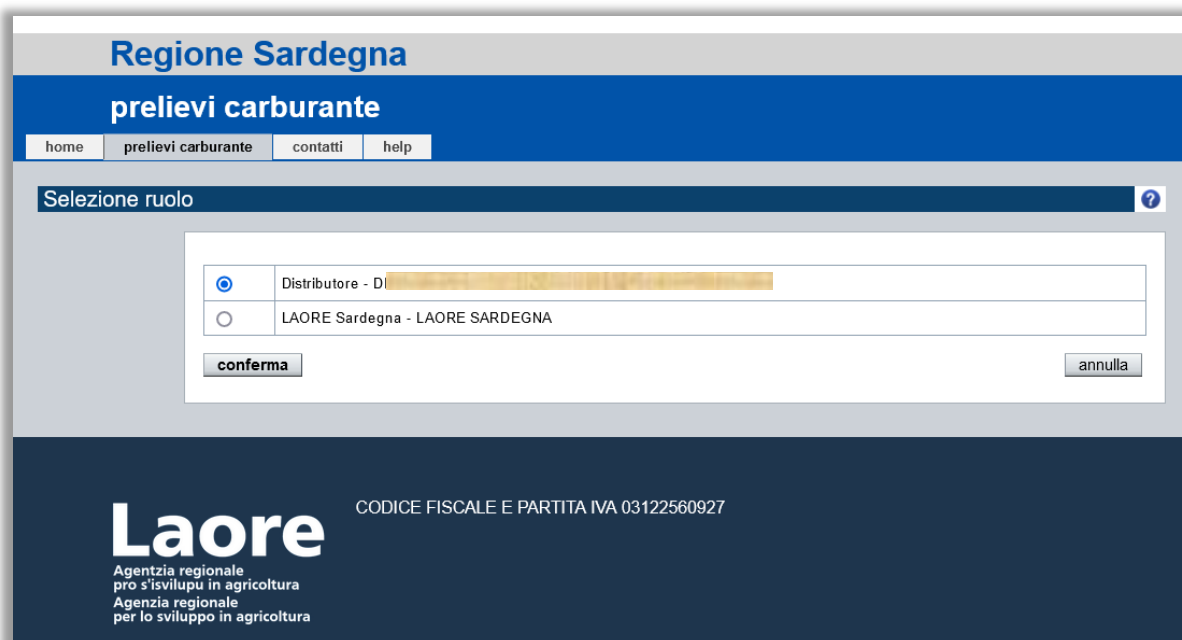 Regione Sardegna
prelievi carburante
home prelievi carburante contatti help
Selezione ruolo
?
Distributore -
LAORE Sardegna - LAORE SARDEGNA
conferma annulla
CODICE FISCALE E PARTITA IVA 03122560927
Laore
Agentzia regionale
pro s'isvilupu in agricoltura
Agenzia regionale
per lo sviluppo in agricoltura